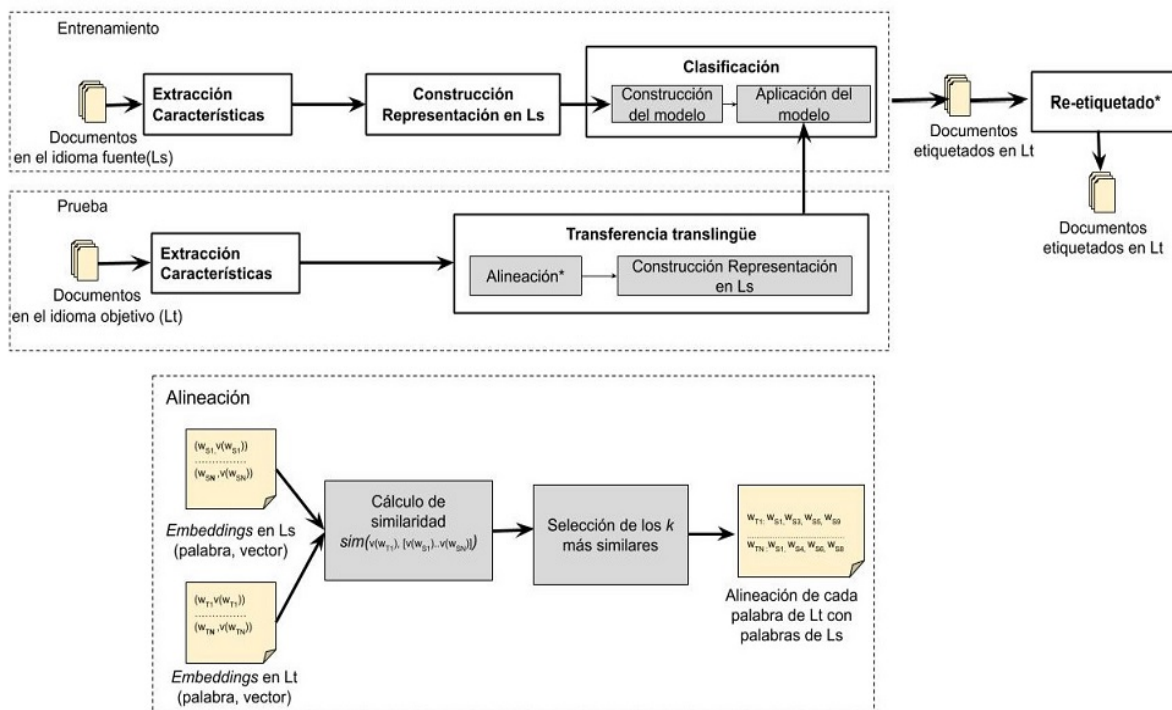 Entrenamiento
Documentos
en el idioma fuente(Ls)
Extracción
Características
Construcción
Representación en Ls
Clasificación
Construcción
del modelo
Aplicación del
modelo
Documentos
etiquetados en Lt
Re-etiquetado*
Documentos
etiquetados en Lt
Prueba
Documentos
en el idioma objetivo (Lt)
Extracción
Características
Transferencia translingüe
Alineación*
Construcción Representación
en Ls
Alineación
(wS1,v(wS1))
(wSN,v(wSN))
Embeddings en Ls
(palabra, vector)
(wT1v(wT1))
(wTN,v(wTN))
Embeddings en Lt
(palabra, vector)
Cálculo de
similaridad
sim(v(wT1), [v(wS1)..v(wSN)])
Selección de los k
más similares
wT1: wS1,wS3, wS5, wS9
wTN: wS1, wS4, wS6, wS8
Alineación de cada
palabra de Lt con
palabras de Ls